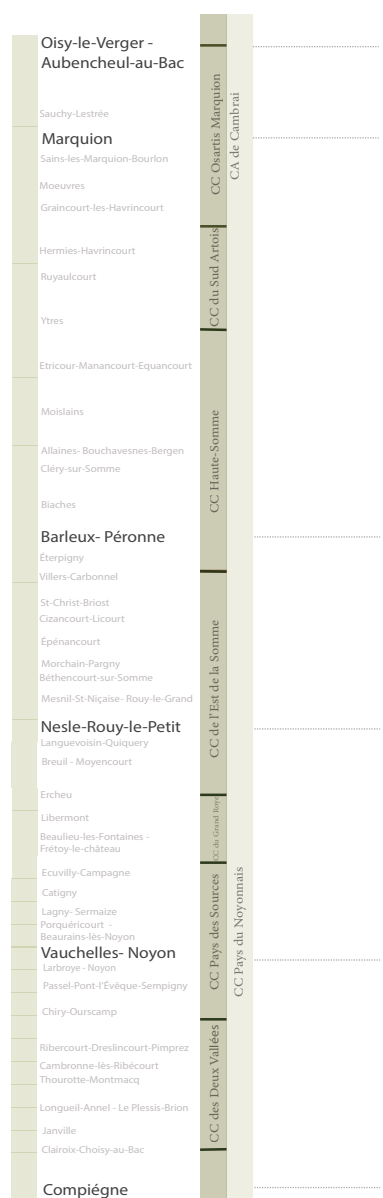 Oisy-le-Verger -
Aubencheul-au-Bac
Sauchy-Lestrée
Marquion
Sains-les-Marquion-Bourlon
Moeuvres
Graincourt-les-Havrincourt
Hermies-Havrincourt
Ruyaulcourt
Ytres
Etricour-Manancourt-Equancourt
Moislains
Allaines- Bouchavesnes-Bergen
Cléry-sur-Somme
Biaches
Barleux- Péronne
Éterpigny
Villers-Carbonnel
St-Christ-Briost
Cizancourt-Licourt
Épénancourt
Morchain-Pargny
Béthencourt-sur-Somme
Mesnil-St-Niçaise- Rouy-le-Grand
Nesle-Rouy-le-Petit
Languevoisin-Quiquery
Breuil - Moyencourt
Ercheu
Libermont
Beaulieu-les-Fontaines -
Frétoy-le-château
Ecuvilly-Campagne
Catigny
Lagny- Sermaize
Porquéricourt -
Beaurains-lès-Noyon
Vauchelles- Noyon
Larbroye - Noyon
Passel-Pont-l'Évêque-Sempigny
Chiry-Ourscamp
Ribercourt-Dreslincourt-Pimprez
Cambronne-lès-Ribécourt
Thourotte-Montmacq
Longueil-Annel - Le Plessis-Brion
Janville
Clairoix-Choisy-au-Bac
Compiégne
CC Osartis Marquion
CC du Sud Artois
CC Haute-Somme
CC de l'Est de la Somme
CC du Grand Roye
CC Pays des Sources
CC des Deux Vallées
CA de Cambrai
CC Pays du Noyonnais